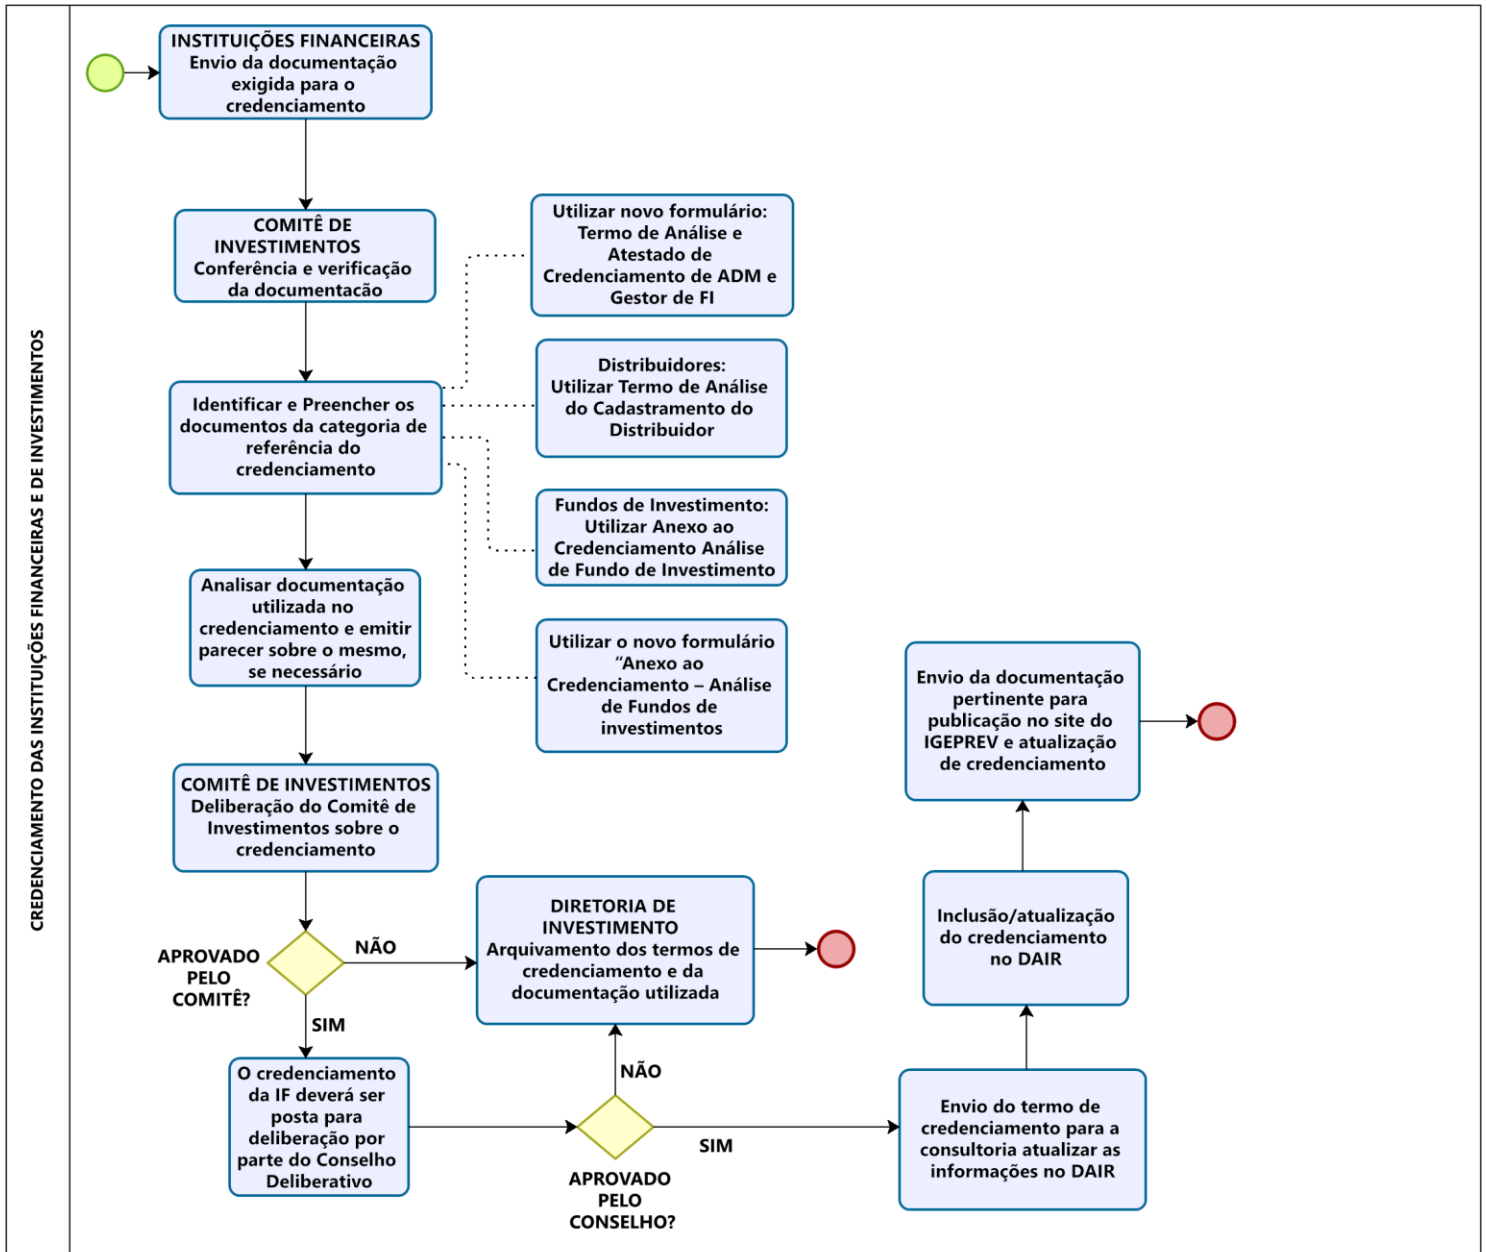 CREDENCIAMENTO DAS INSTITUIÇÕES FINANCEIRAS E DE INVESTIMENTOS
INSTITUIÇÕES FINANCEIRAS
Envio da documentação
exigida para o
credenciamento
COMITÊ DE
INVESTIMENTOS
Conferência e verificação
da documentacão
Utilizar novo formulário:
Termo de Análise e
Atestado de
Credenciamento de ADM e
Gestor de FI
Identificar e Preencher os
documentos da categoria de
referência do
credenciamento
Distribuidores:
Utilizar Termo de Análise
do Cadastramento do
Distribuidor
Fundos de Investimento:
Utilizar Anexo ao
Credenciamento Análise
de Fundo de Investimento
Utilizar o novo formulário
“Anexo ao
Credenciamento – Análise
de Fundos de
investimentos
Analisar documentação
utilizada no
credenciamento e emitir
parecer sobre o mesmo,
se necessário
COMITÊ DE INVESTIMENTOS
Deliberação do Comitê de
Investimentos sobre o
credenciamento
APROVADO
PELO
COMITÊ?
NÃO
SIM
DIRETORIA DE
INVESTIMENTO
Arquivamento dos termos de
credenciamento e da
documentação utilizada
O credenciamento
da IF deverá ser
posta para
deliberação por
parte do Conselho
Deliberativo
NÃO
SIM
APROVADO
PELO
CONSELHO?
Envio do termo de
credenciamento para a
consultoria atualizar as
informações no DAIR
Inclusão/atualização
do credenciamento
no DAIR
Envio da documentação
pertinente para
publicação no site do
IGEPREV e atualização
de credenciamento